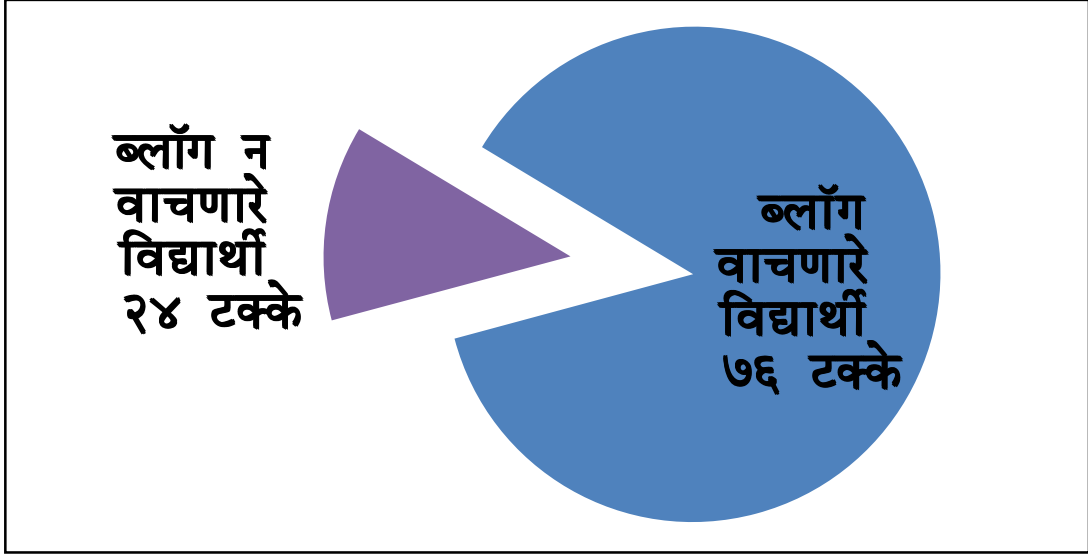 ब्लॉग न
वाचणारे
विद्यार्थी
२४ टक्के
ब्लॉग
वाचणारे
विद्यार्थी
७६ टक्के